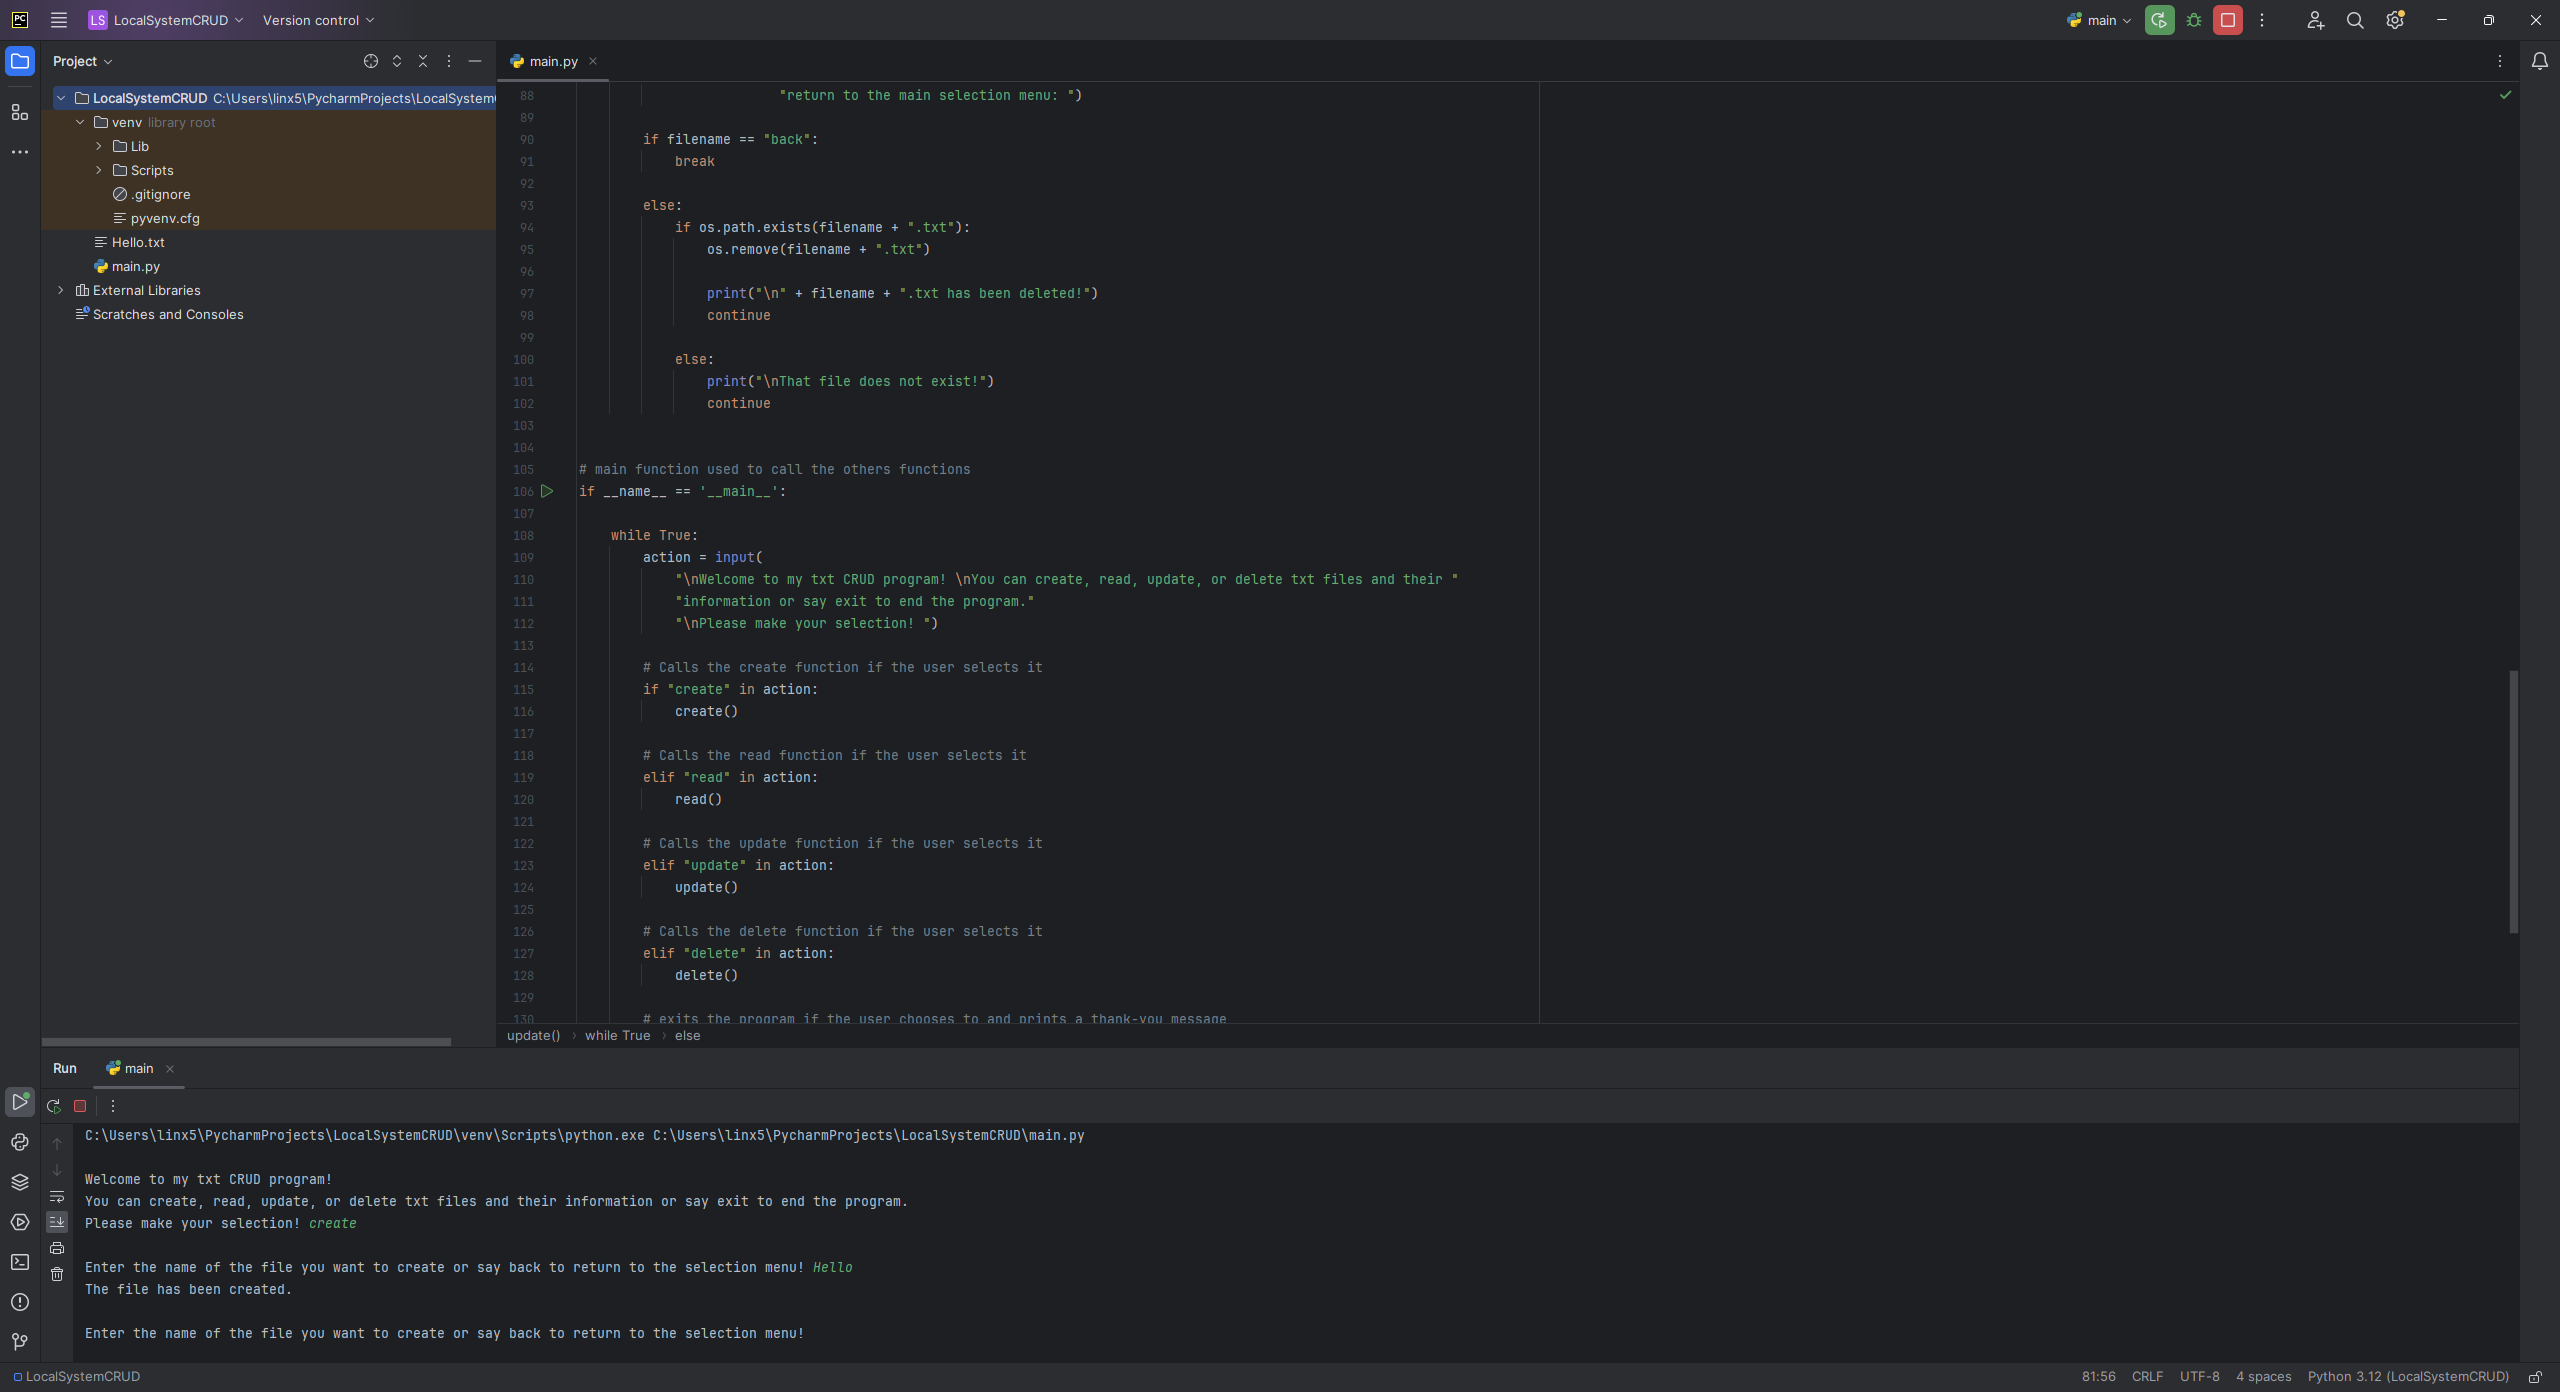 LS LocalSystemCRUD Version control main
Project
main.py
LocalSystemCRUD C:\Users\linx5\PycharmProjects\LocalSystem
venv library root
Lib
Scripts
.gitignore
pyvenv.cfg
Hello.txt
main.py
External Libraries
Scratches and Consoles
88 "return to the main selection menu: ")
89
90 if filename == "back":
91 break
92
93 else:
94 if os.path.exists(filename + ".txt"):
95 os.remove(filename + ".txt")
96
97 print("\n" + filename + ".txt has been deleted!")
98 continue
99
100 else:
101 print("\nThat file does not exist!")
102 continue
103
104
105 # main function used to call the others functions
106 if __name__ == '__main__':
107
108 while True:
109 action = input(
110 "\nWelcome to my txt CRUD program! \nYou can create, read, update, or delete txt files and their "
111 "information or say exit to end the program."
112 "\nPlease make your selection! ")
113
114 # Calls the create function if the user selects it
115 if "create" in action:
116 create()
117
118 # Calls the read function if the user selects it
119 elif "read" in action:
120 read()
121
122 # Calls the update function if the user selects it
123 elif "update" in action:
124 update()
125
126 # Calls the delete function if the user selects it
127 elif "delete" in action:
128 delete()
129
130 # exits the program if the user chooses to and prints a thank-you message
update() › while True › else
Run main
C:\Users\linx5\PycharmProjects\LocalSystemCRUD\venv\Scripts\python.exe C:\Users\linx5\PycharmProjects\LocalSystemCRUD\main.py
Welcome to my txt CRUD program!
You can create, read, update, or delete txt files and their information or say exit to end the program.
Please make your selection! create
Enter the name of the file you want to create or say back to return to the selection menu! Hello
The file has been created.
Enter the name of the file you want to create or say back to return to the selection menu!
LocalSystemCRUD 81:56 CRLF UTF-8 4 spaces Python 3.12 (LocalSystemCRUD)